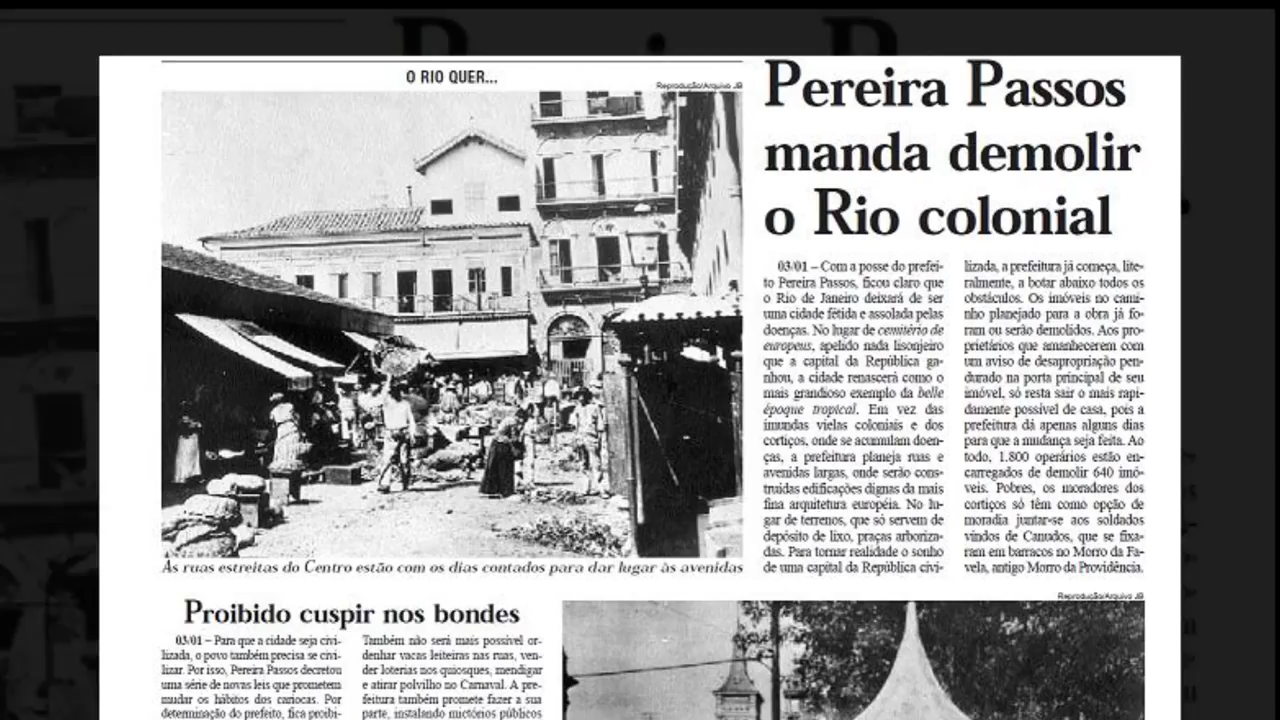 O RIO QUER...
Reprodução/Arquivo JB
As ruas estreitas do Centro estão com os dias contados para dar lugar às avenidas
Pereira Passos
manda demolir
o Rio colonial
03/01 – Com a posse do prefei-
to Pereira Passos, ficou claro que
o Rio de Janeiro deixará de ser
uma cidade fétida e assolada pelas
doenças. No lugar de cemitério de
europeus, apelido nada lisonjeiro
que a capital da República ga-
nhou, a cidade renascerá como o
mais grandioso exemplo da belle
époque tropical. Em vez das
imundas vielas coloniais e dos
cortiços, onde se acumulam doen-
ças, a prefeitura planeja ruas e
avenidas largas, onde serão cons-
truídas edificações dignas da mais
fina arquitetura européia. No lu-
gar de terrenos, que só servem de
depósito de lixo, praças arboriza-
das. Para tornar realidade o sonho
de uma capital da República civi-
lizada, a prefeitura já começa, lite-
ralmente, a botar abaixo todos os
obstáculos. Os imóveis no cami-
nho planejado para a obra já fo-
ram ou serão demolidos. Aos pro-
prietários que amanhecerem com
um aviso de desapropriação pen-
durado na porta principal de seu
imóvel, só resta sair o mais rapi-
damente possível de casa, pois a
prefeitura dá apenas alguns dias
para que a mudança seja feita. Ao
todo, 1.800 operários estão en-
carregados de demolir 640 imó-
veis. Pobres, os moradores dos
cortiços só têm como opção de
moradia juntar-se aos soldados
vindos de Canudos, que se fixa-
ram em barracos no Morro da Fa-
vela, antigo Morro da Providência.
Proibido cuspir nos bondes
03/01 – Para que a cidade seja civi-
lizada, o povo também precisa se civi-
lizar. Por isso, Pereira Passos decretou
uma série de novas leis que prometem
mudar os hábitos dos cariocas. Por
determinação do prefeito, fica proibi-
Também não será mais possível or-
denhar vacas leiteiras nas ruas, ven-
der loterias nos quiosques, mendigar
e atirar polvilho no Carnaval. A pre-
feitura também promete fazer a sua
parte, instalando mictórios públicos
Reprodução/Arquivo JB